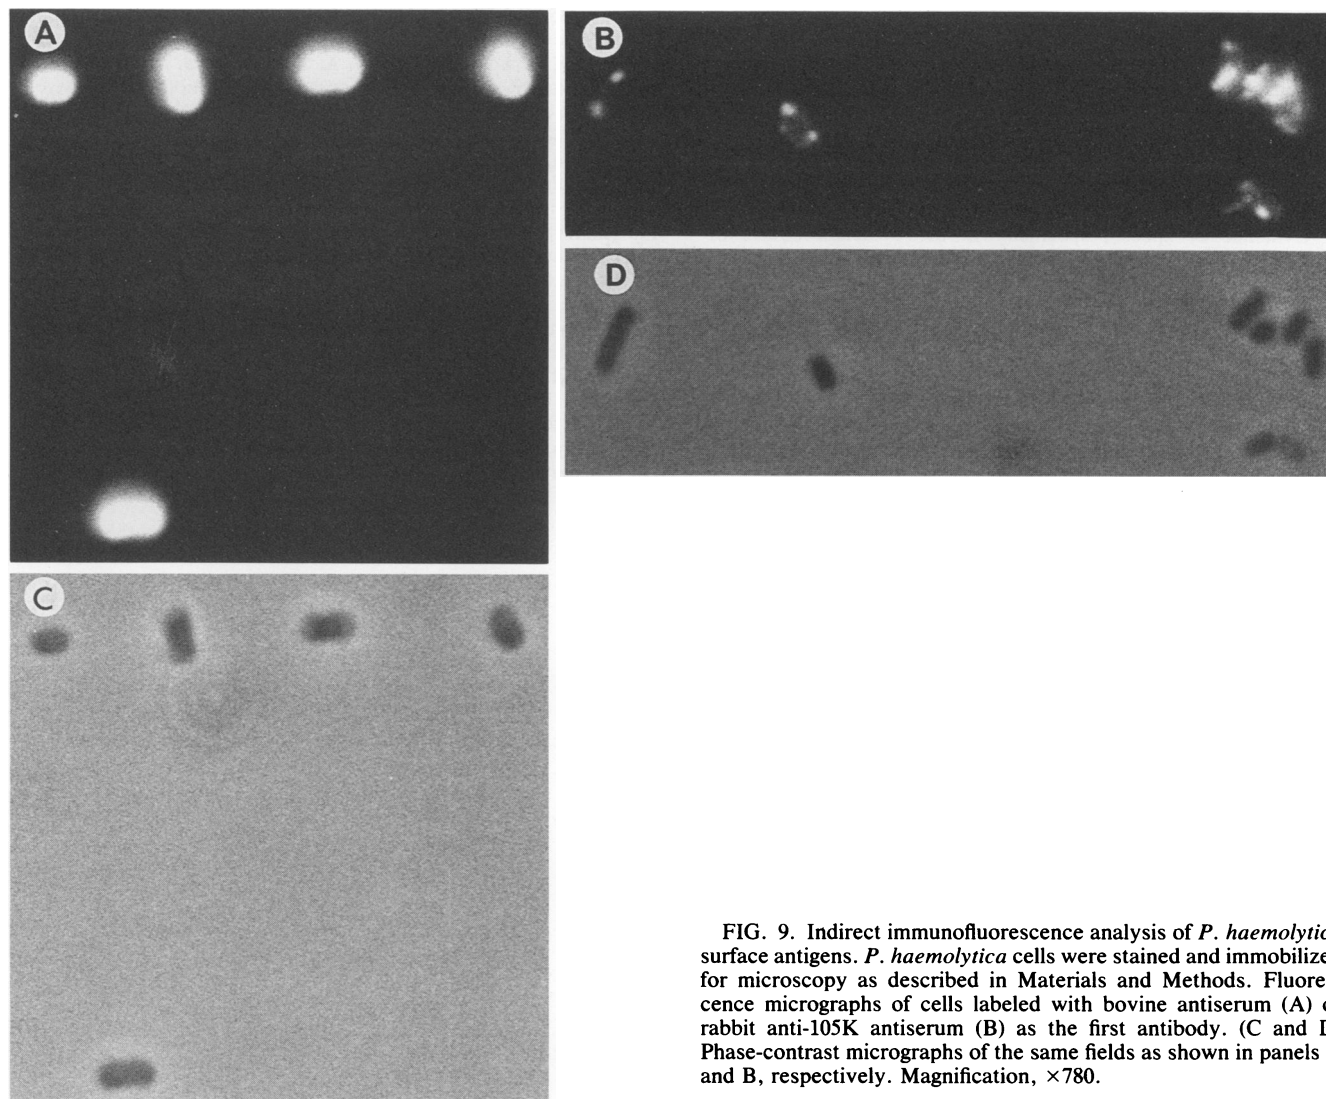 A
B
D
C
FIG. 9. Indirect immunofluorescence analysis of P. haemolytic
surface antigens. P. haemolytica cells were stained and immobilize
for microscopy as described in Materials and Methods. Fluore
cence micrographs of cells labeled with bovine antiserum (A)
rabbit anti-105K antiserum (B) as the first antibody. (C and
Phase-contrast micrographs of the same fields as shown in panels
and B, respectively. Magnification, ×780.